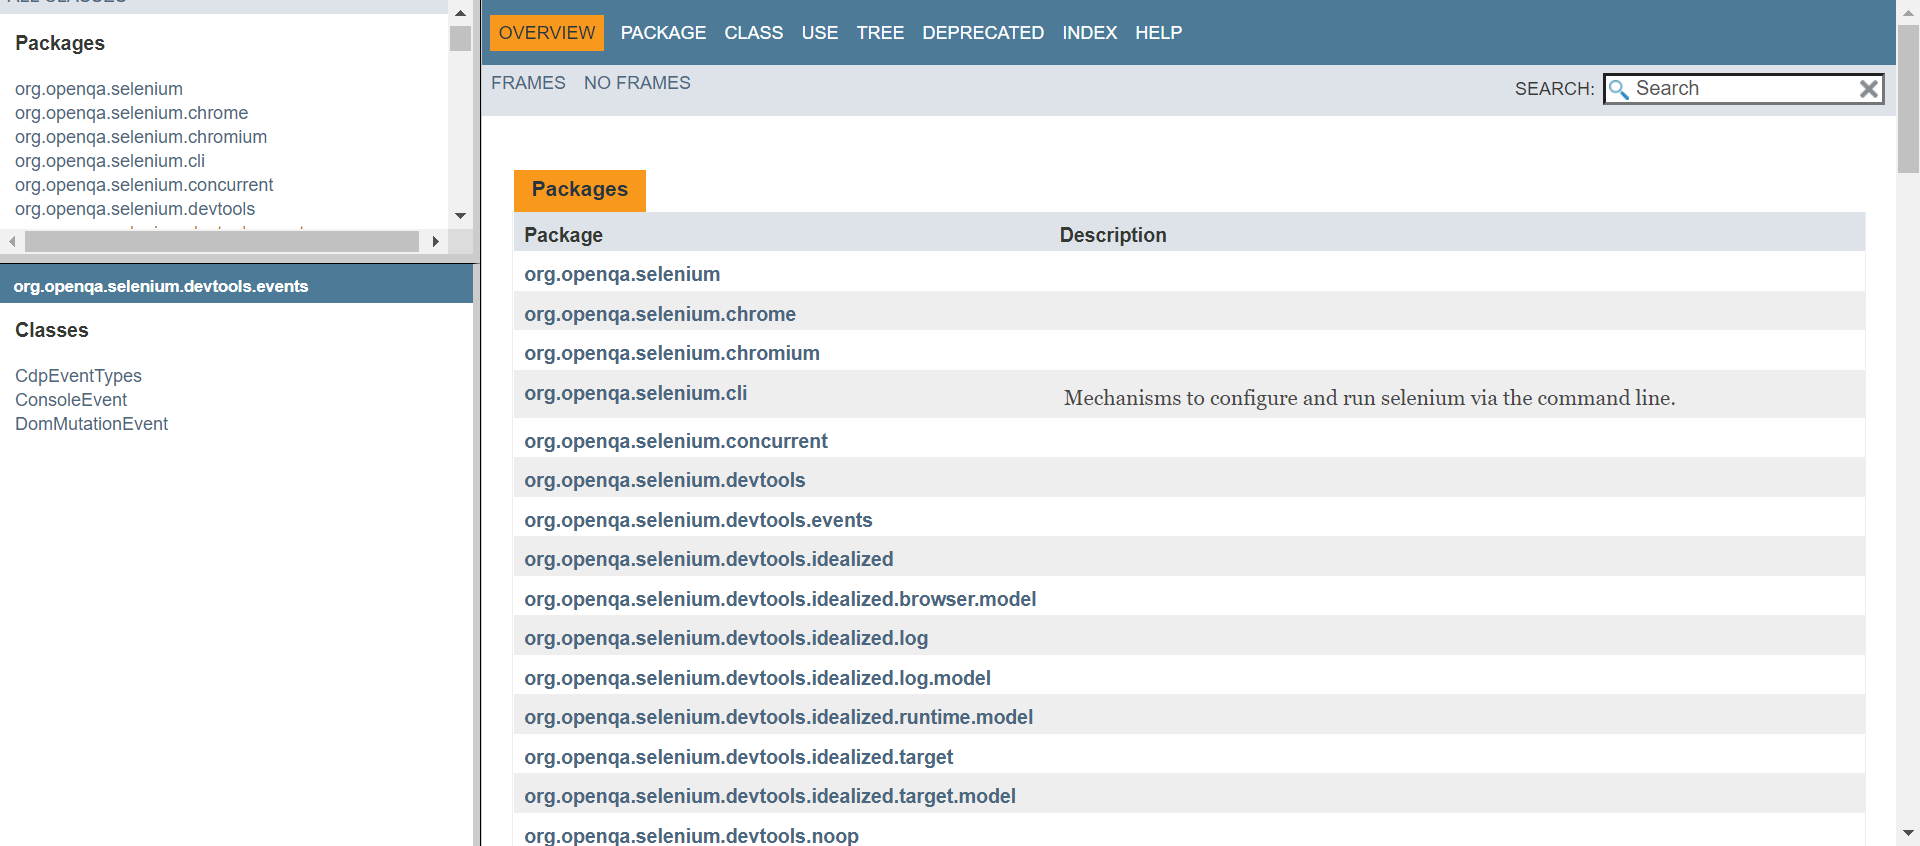 ALL CLASSES
Packages
org.openqa.selenium
org.openqa.selenium.chrome
org.openqa.selenium.chromium
org.openqa.selenium.cli
org.openqa.selenium.concurrent
org.openqa.selenium.devtools
org.openqa.selenium.devtools.events
Classes
CdpEventTypes
ConsoleEvent
DomMutationEvent
OVERVIEW PACKAGE CLASS USE TREE DEPRECATED INDEX HELP
FRAMES NO FRAMES
SEARCH: Search
Packages
Package Description
org.openqa.selenium
org.openqa.selenium.chrome
org.openqa.selenium.chromium
org.openqa.selenium.cli Mechanisms to configure and run selenium via the command line.
org.openqa.selenium.concurrent
org.openqa.selenium.devtools
org.openqa.selenium.devtools.events
org.openqa.selenium.devtools.idealized
org.openqa.selenium.devtools.idealized.browser.model
org.openqa.selenium.devtools.idealized.log
org.openqa.selenium.devtools.idealized.log.model
org.openqa.selenium.devtools.idealized.runtime.model
org.openqa.selenium.devtools.idealized.target
org.openqa.selenium.devtools.idealized.target.model
org.openqa.selenium.devtools.noop